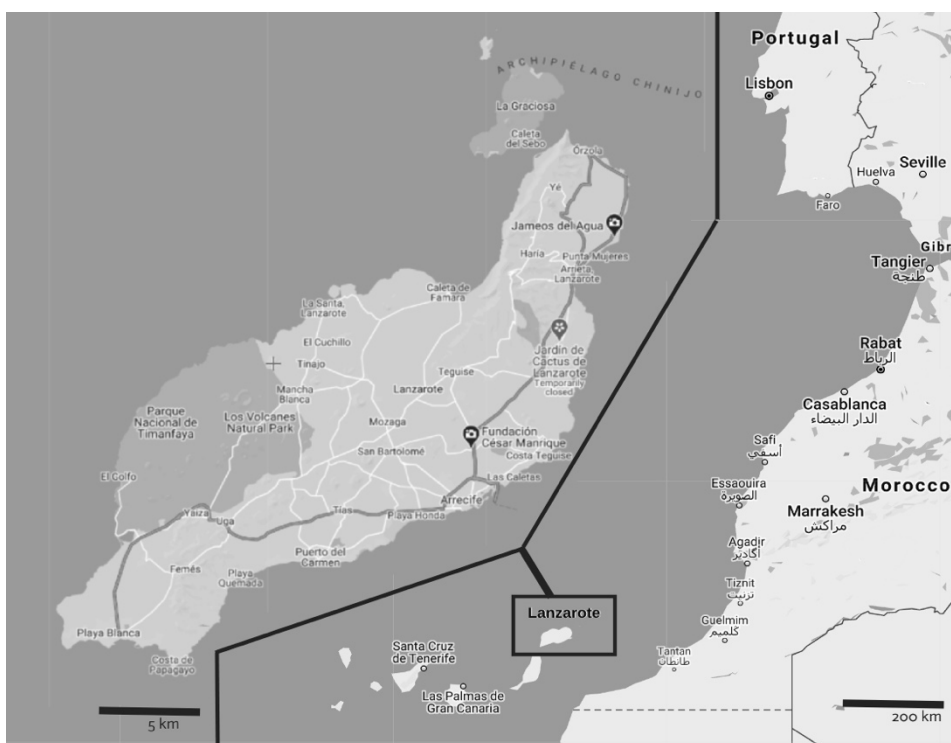 ARCHIPIÉLAGO CHINIJO
La Graciosa
Caleta
del Sebo
Órzola
Yé
Jameos del Agua
Haría
Punta Mujeres
Arrieta,
Lanzarote
Caleta de
Famara
La Santa,
Lanzarote
El Cuchillo
Tinajo
Jardín de
Cactus de
Lanzarote
Temporarily
closed
Teguise
Mancha
Blanca
Lanzarote
Parque
Nacional de
Timanfaya
Los Volcanes
Natural Park
Mozaga
Fundación
César Manrique
San Bartolomé
Costa Teguise
El Golfo
Las Caletas
Arrecife
Yaiza
Uga
Tías
Playa Honda
Puerto del
Carmen
Femés
Playa
Quemada
Playa Blanca
Costa de
Papagayo
5 km
Portugal
Lisbon
Seville
Huelva
Faro
Gibr
Tangier
طنجة
Rabat
الرباط
Casablanca
الدار البيضاء
Safi
أسفي
Essaouira
الصويرة
Morocco
Marrakesh
مراكش
Agadir
أكادير
Tiznit
تزنيت
Guelmim
كلميم
Tantan
طانطان
Lanzarote
Santa Cruz
de Tenerife
Las Palmas de
Gran Canaria
200 km